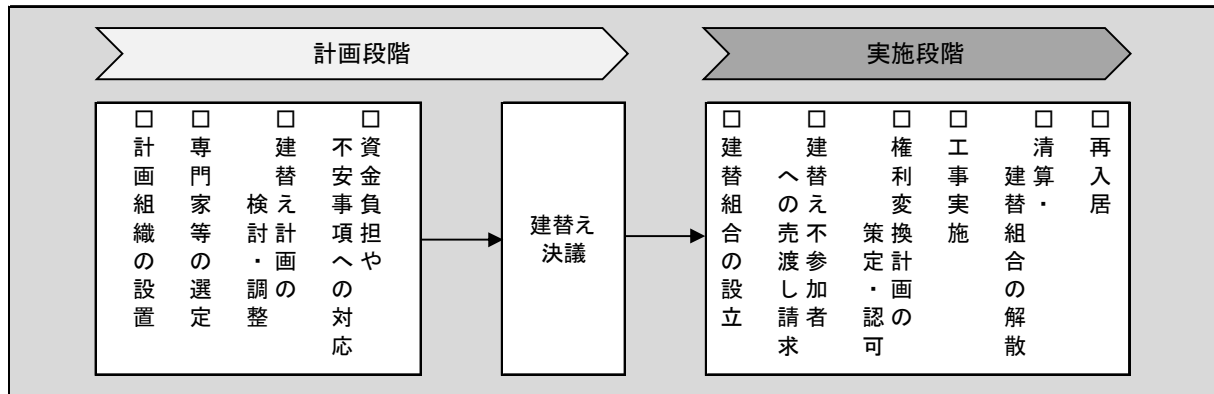 計画段階
実施段階
□計画組織の設置
□専門家等の選定
□建替え計画の
検討・調整
□資金負担や
不安事項への対応
建替え
決議
□建替組合の設立
□建替え不参加者
への売渡し請求
□権利変換計画の
策定・認可
□工事実施
□清算・
建替組合の解散
□再入居